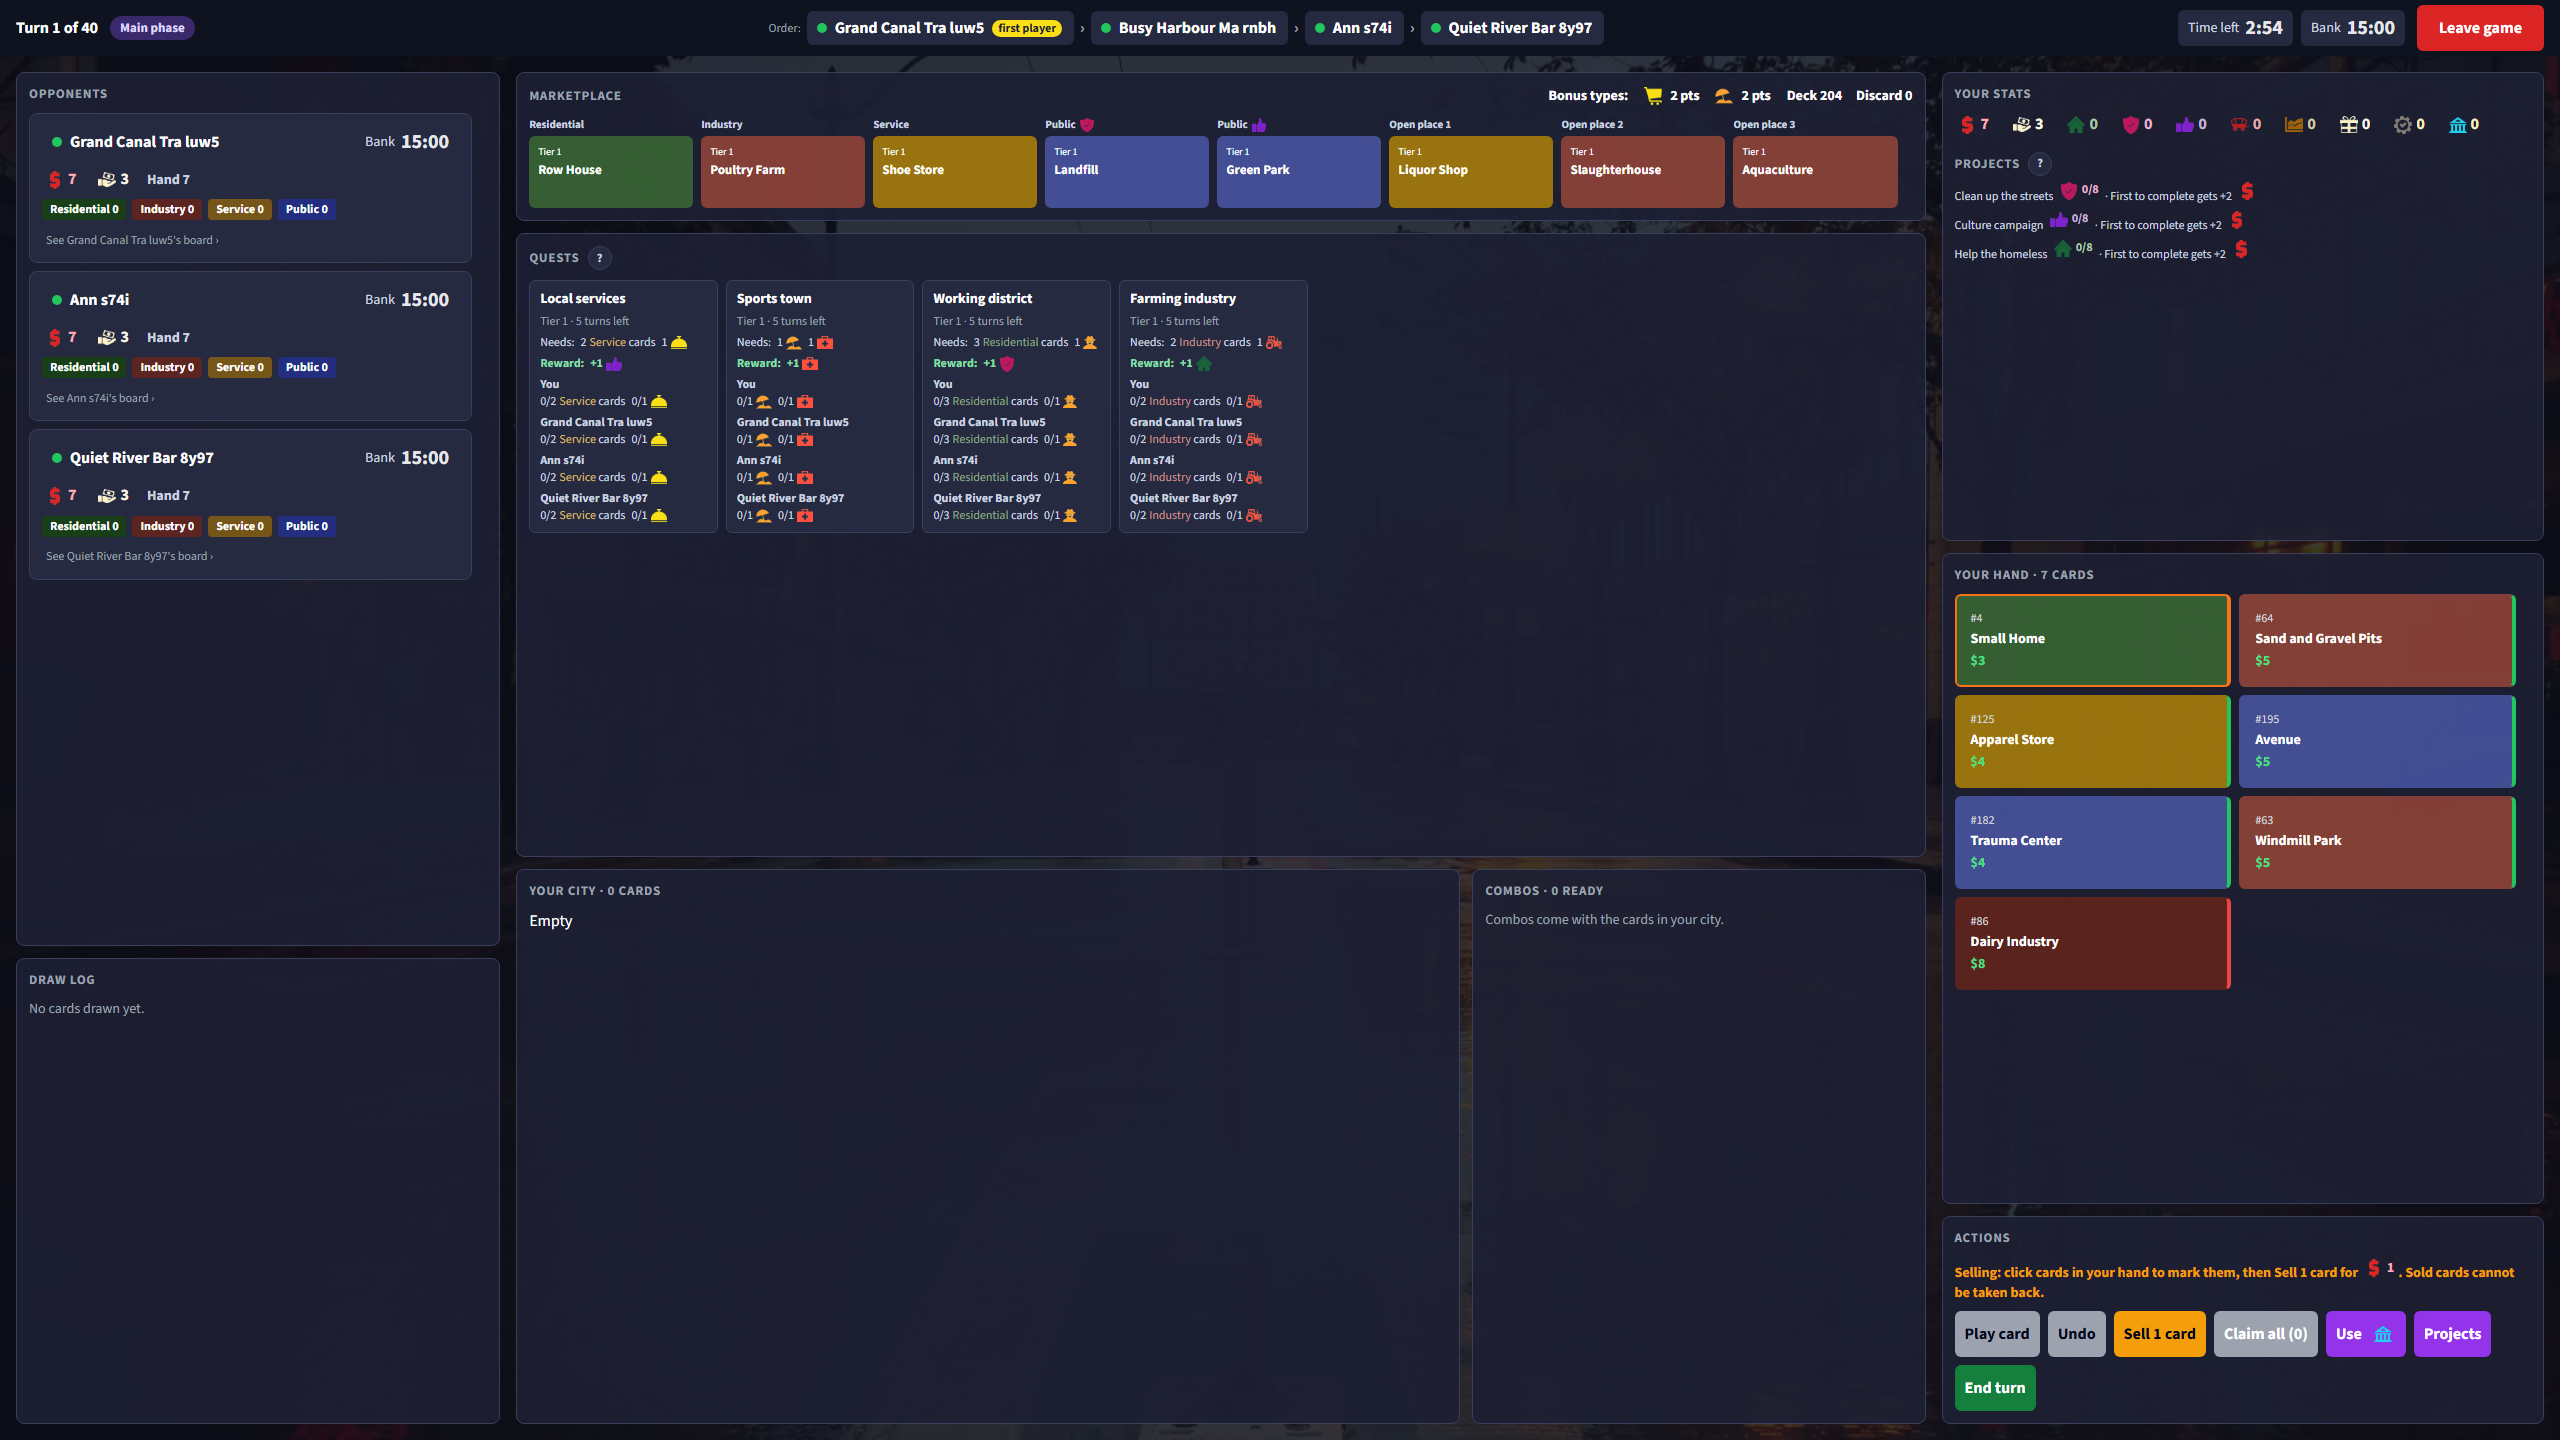 Turn 1 of 40 Main phase
Order: Grand Canal Tra luw5 first player › Busy Harbour Ma rnbh › Ann s74i › Quiet River Bar 8y97
Time left 2:54 Bank 15:00 Leave game
OPPONENTS
Grand Canal Tra luw5 Bank 15:00
7 3 Hand 7
Residential 0 Industry 0 Service 0 Public 0
See Grand Canal Tra luw5's board ›
Ann s74i Bank 15:00
7 3 Hand 7
Residential 0 Industry 0 Service 0 Public 0
See Ann s74i's board ›
Quiet River Bar 8y97 Bank 15:00
7 3 Hand 7
Residential 0 Industry 0 Service 0 Public 0
See Quiet River Bar 8y97's board ›
DRAW LOG
No cards drawn yet.
MARKETPLACE
Bonus types: 2 pts 2 pts Deck 204 Discard 0
Residential
Tier 1
Row House
Industry
Tier 1
Poultry Farm
Service
Tier 1
Shoe Store
Public
Tier 1
Landfill
Public
Tier 1
Green Park
Open place 1
Tier 1
Liquor Shop
Open place 2
Tier 1
Slaughterhouse
Open place 3
Tier 1
Aquaculture
QUESTS ?
Local services
Tier 1 · 5 turns left
Needs: 2 Service cards 1
Reward: +1
You
0/2 Service cards 0/1
Grand Canal Tra luw5
0/2 Service cards 0/1
Ann s74i
0/2 Service cards 0/1
Quiet River Bar 8y97
0/2 Service cards 0/1
Sports town
Tier 1 · 5 turns left
Needs: 1 1
Reward: +1
You
0/1 0/1
Grand Canal Tra luw5
0/1 0/1
Ann s74i
0/1 0/1
Quiet River Bar 8y97
0/1 0/1
Working district
Tier 1 · 5 turns left
Needs: 3 Residential cards 1
Reward: +1
You
0/3 Residential cards 0/1
Grand Canal Tra luw5
0/3 Residential cards 0/1
Ann s74i
0/3 Residential cards 0/1
Quiet River Bar 8y97
0/3 Residential cards 0/1
Farming industry
Tier 1 · 5 turns left
Needs: 2 Industry cards 1
Reward: +1
You
0/2 Industry cards 0/1
Grand Canal Tra luw5
0/2 Industry cards 0/1
Ann s74i
0/2 Industry cards 0/1
Quiet River Bar 8y97
0/2 Industry cards 0/1
YOUR CITY · 0 CARDS
Empty
COMBOS · 0 READY
Combos come with the cards in your city.
YOUR STATS
7 3 0 0 0 0 0 0 0 0
PROJECTS ?
Clean up the streets 0/8 · First to complete gets +2
Culture campaign 0/8 · First to complete gets +2
Help the homeless 0/8 · First to complete gets +2
YOUR HAND · 7 CARDS
#4
Small Home
$3
#64
Sand and Gravel Pits
$5
#125
Apparel Store
$4
#195
Avenue
$5
#182
Trauma Center
$4
#63
Windmill Park
$5
#86
Dairy Industry
$8
ACTIONS
Selling: click cards in your hand to mark them, then Sell 1 card for 1 . Sold cards cannot
be taken back.
Play card Undo Sell 1 card Claim all (0) Use Projects
End turn